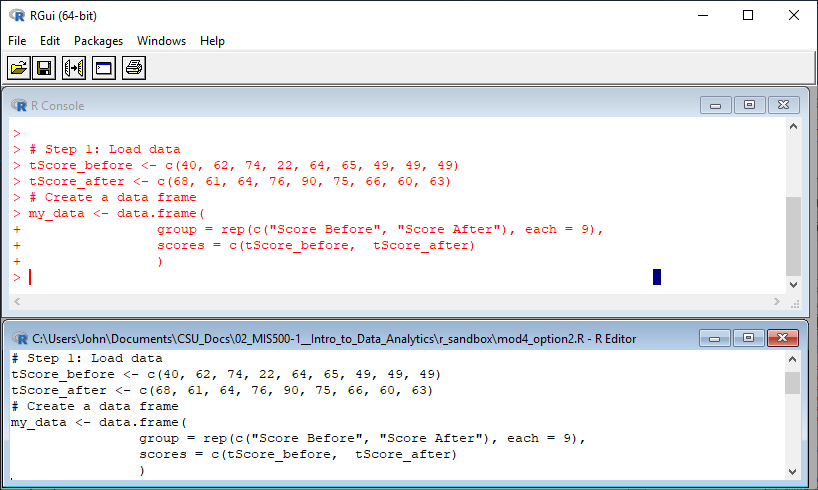 RGui (64-bit)
File Edit Packages Windows Help
R Console
>
> # Step 1: Load data
> tScore_before <- c(40, 62, 74, 22, 64, 65, 49, 49, 49)
> tScore_after <- c(68, 61, 64, 76, 90, 75, 66, 60, 63)
> # Create a data frame
> my_data <- data.frame(
+                 group = rep(c("Score Before", "Score After"), each = 9),
+                 scores = c(tScore_before,  tScore_after)
+                 )
>
C:\Users\John\Documents\CSU_Docs\02_MIS500-1__Intro_to_Data_Analytics\r_sandbox\mod4_option2.R - R Editor
# Step 1: Load data
tScore_before <- c(40, 62, 74, 22, 64, 65, 49, 49, 49)
tScore_after <- c(68, 61, 64, 76, 90, 75, 66, 60, 63)
# Create a data frame
my_data <- data.frame(
                group = rep(c("Score Before", "Score After"), each = 9),
                scores = c(tScore_before,  tScore_after)
                )